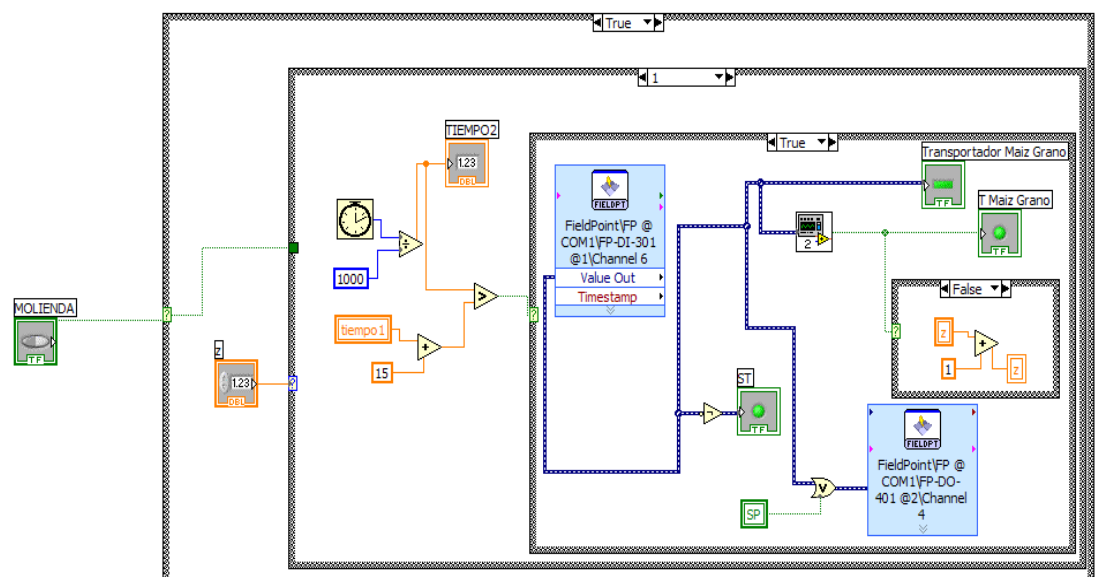 True
1
TIEMPO2
1.23
DBL
True
Transportador Maiz Grano
TF
FIELDPT
FieldPoint\FP @
COM1\FP-DI-301
@1\Channel 6
Value Out
Timestamp
T Maiz Grano
TF
2
1000
MOLIENDA
TF
tiempo1
15
z
1.23
DBL
False
z
1
z
ST
TF
FIELDPT
FieldPoint\FP @
COM1\FP-DO-
401 @2\Channel
4
SP